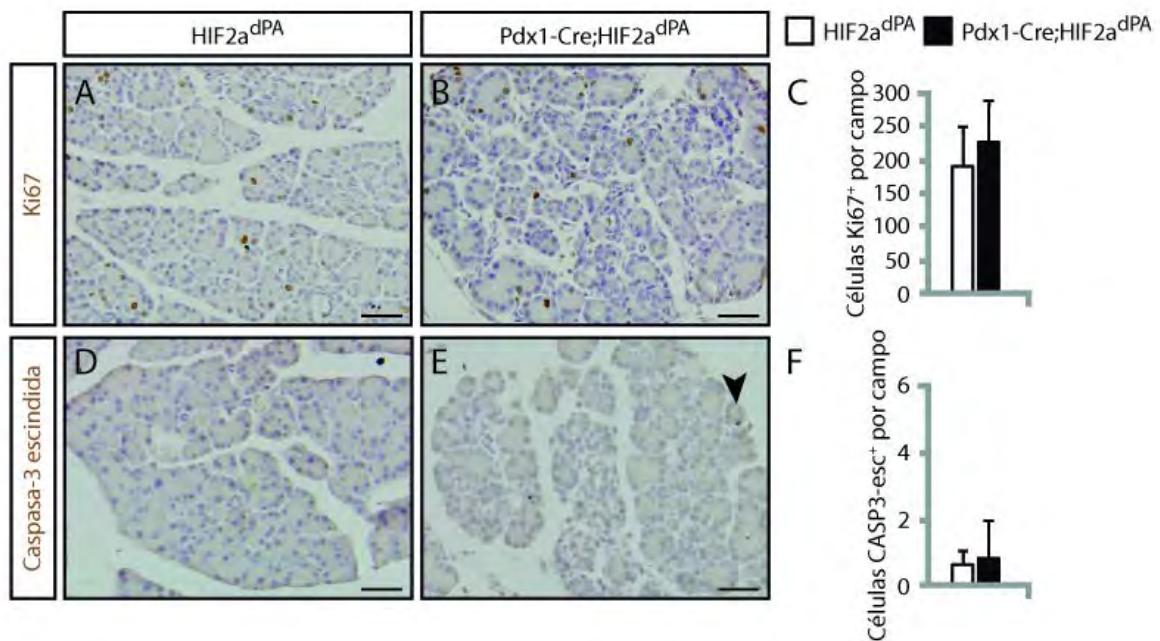 HIF2a^dPA
Pdx1-Cre;HIF2a^dPA
HIF2a^dPA
Pdx1-Cre;HIF2a^dPA
Ki67
A
B
C
Células Ki67⁺ por campo
300
250
200
150
200
50
0
Caspasa-3 escindida
D
E
F
Células CASP3-esc⁺ por campo
6
4
2
0